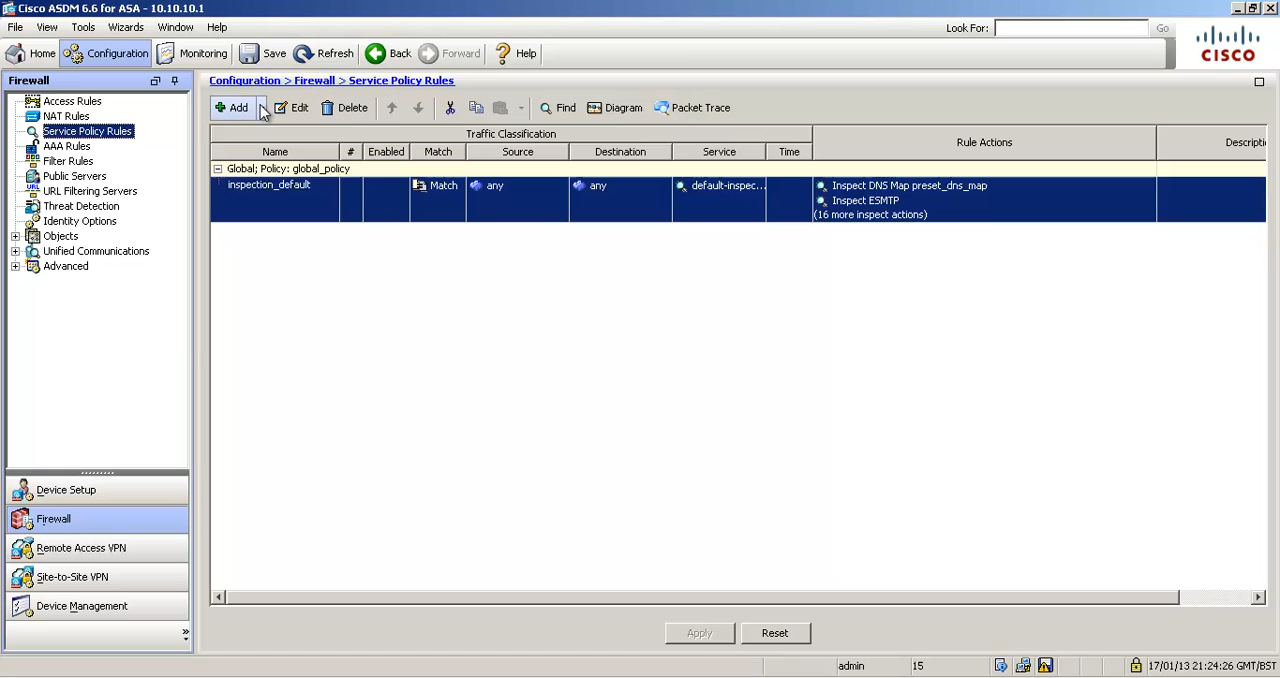 Cisco ASDM 6.6 for ASA - 10.10.10.1
File View Tools Wizards Window Help Look For: Go
Home Configuration Monitoring Save Refresh Back Forward Help
CISCO
Firewall
Configuration > Firewall > Service Policy Rules
Access Rules
NAT Rules
Service Policy Rules
AAA Rules
Filter Rules
Public Servers
URL Filtering Servers
Threat Detection
Identity Options
Objects
Unified Communications
Advanced
Add Edit Delete Find Diagram Packet Trace
Traffic Classification
Name # Enabled Match Source Destination Service Time Rule Actions Descripti
Global; Policy: global_policy
inspection_default Match any any default-inspec... Inspect DNS Map preset_dns_map
Inspect ESMTP
(16 more inspect actions)
Device Setup
Firewall
Remote Access VPN
Site-to-Site VPN
Device Management
Apply Reset
admin 15 17/01/13 21:24:26 GMT/BST